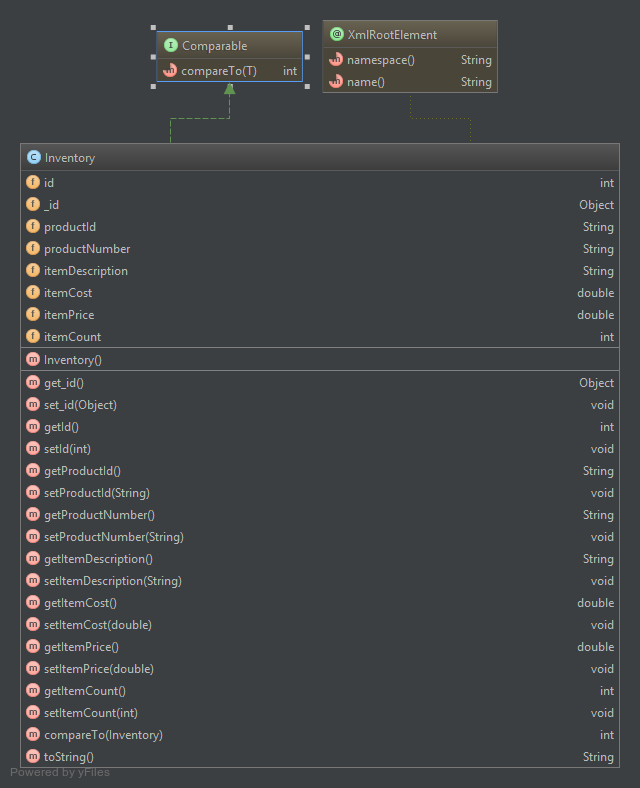 Comparable
compareTo(T) int
XmlRootElement
namespace() String
name() String
Inventory
id int
_id Object
productId String
productNumber String
itemDescription String
itemCost double
itemPrice double
itemCount int
Inventory()
get_id() Object
set_id(Object) void
getId() int
setId(int) void
getProductId() String
setProductId(String) void
getProductNumber() String
setProductNumber(String) void
getItemDescription() String
setItemDescription(String) void
getItemCost() double
setItemCost(double) void
getItemPrice() double
setItemPrice(double) void
getItemCount() int
setItemCount(int) void
compareTo(Inventory) int
toString() String
Powered by yFiles